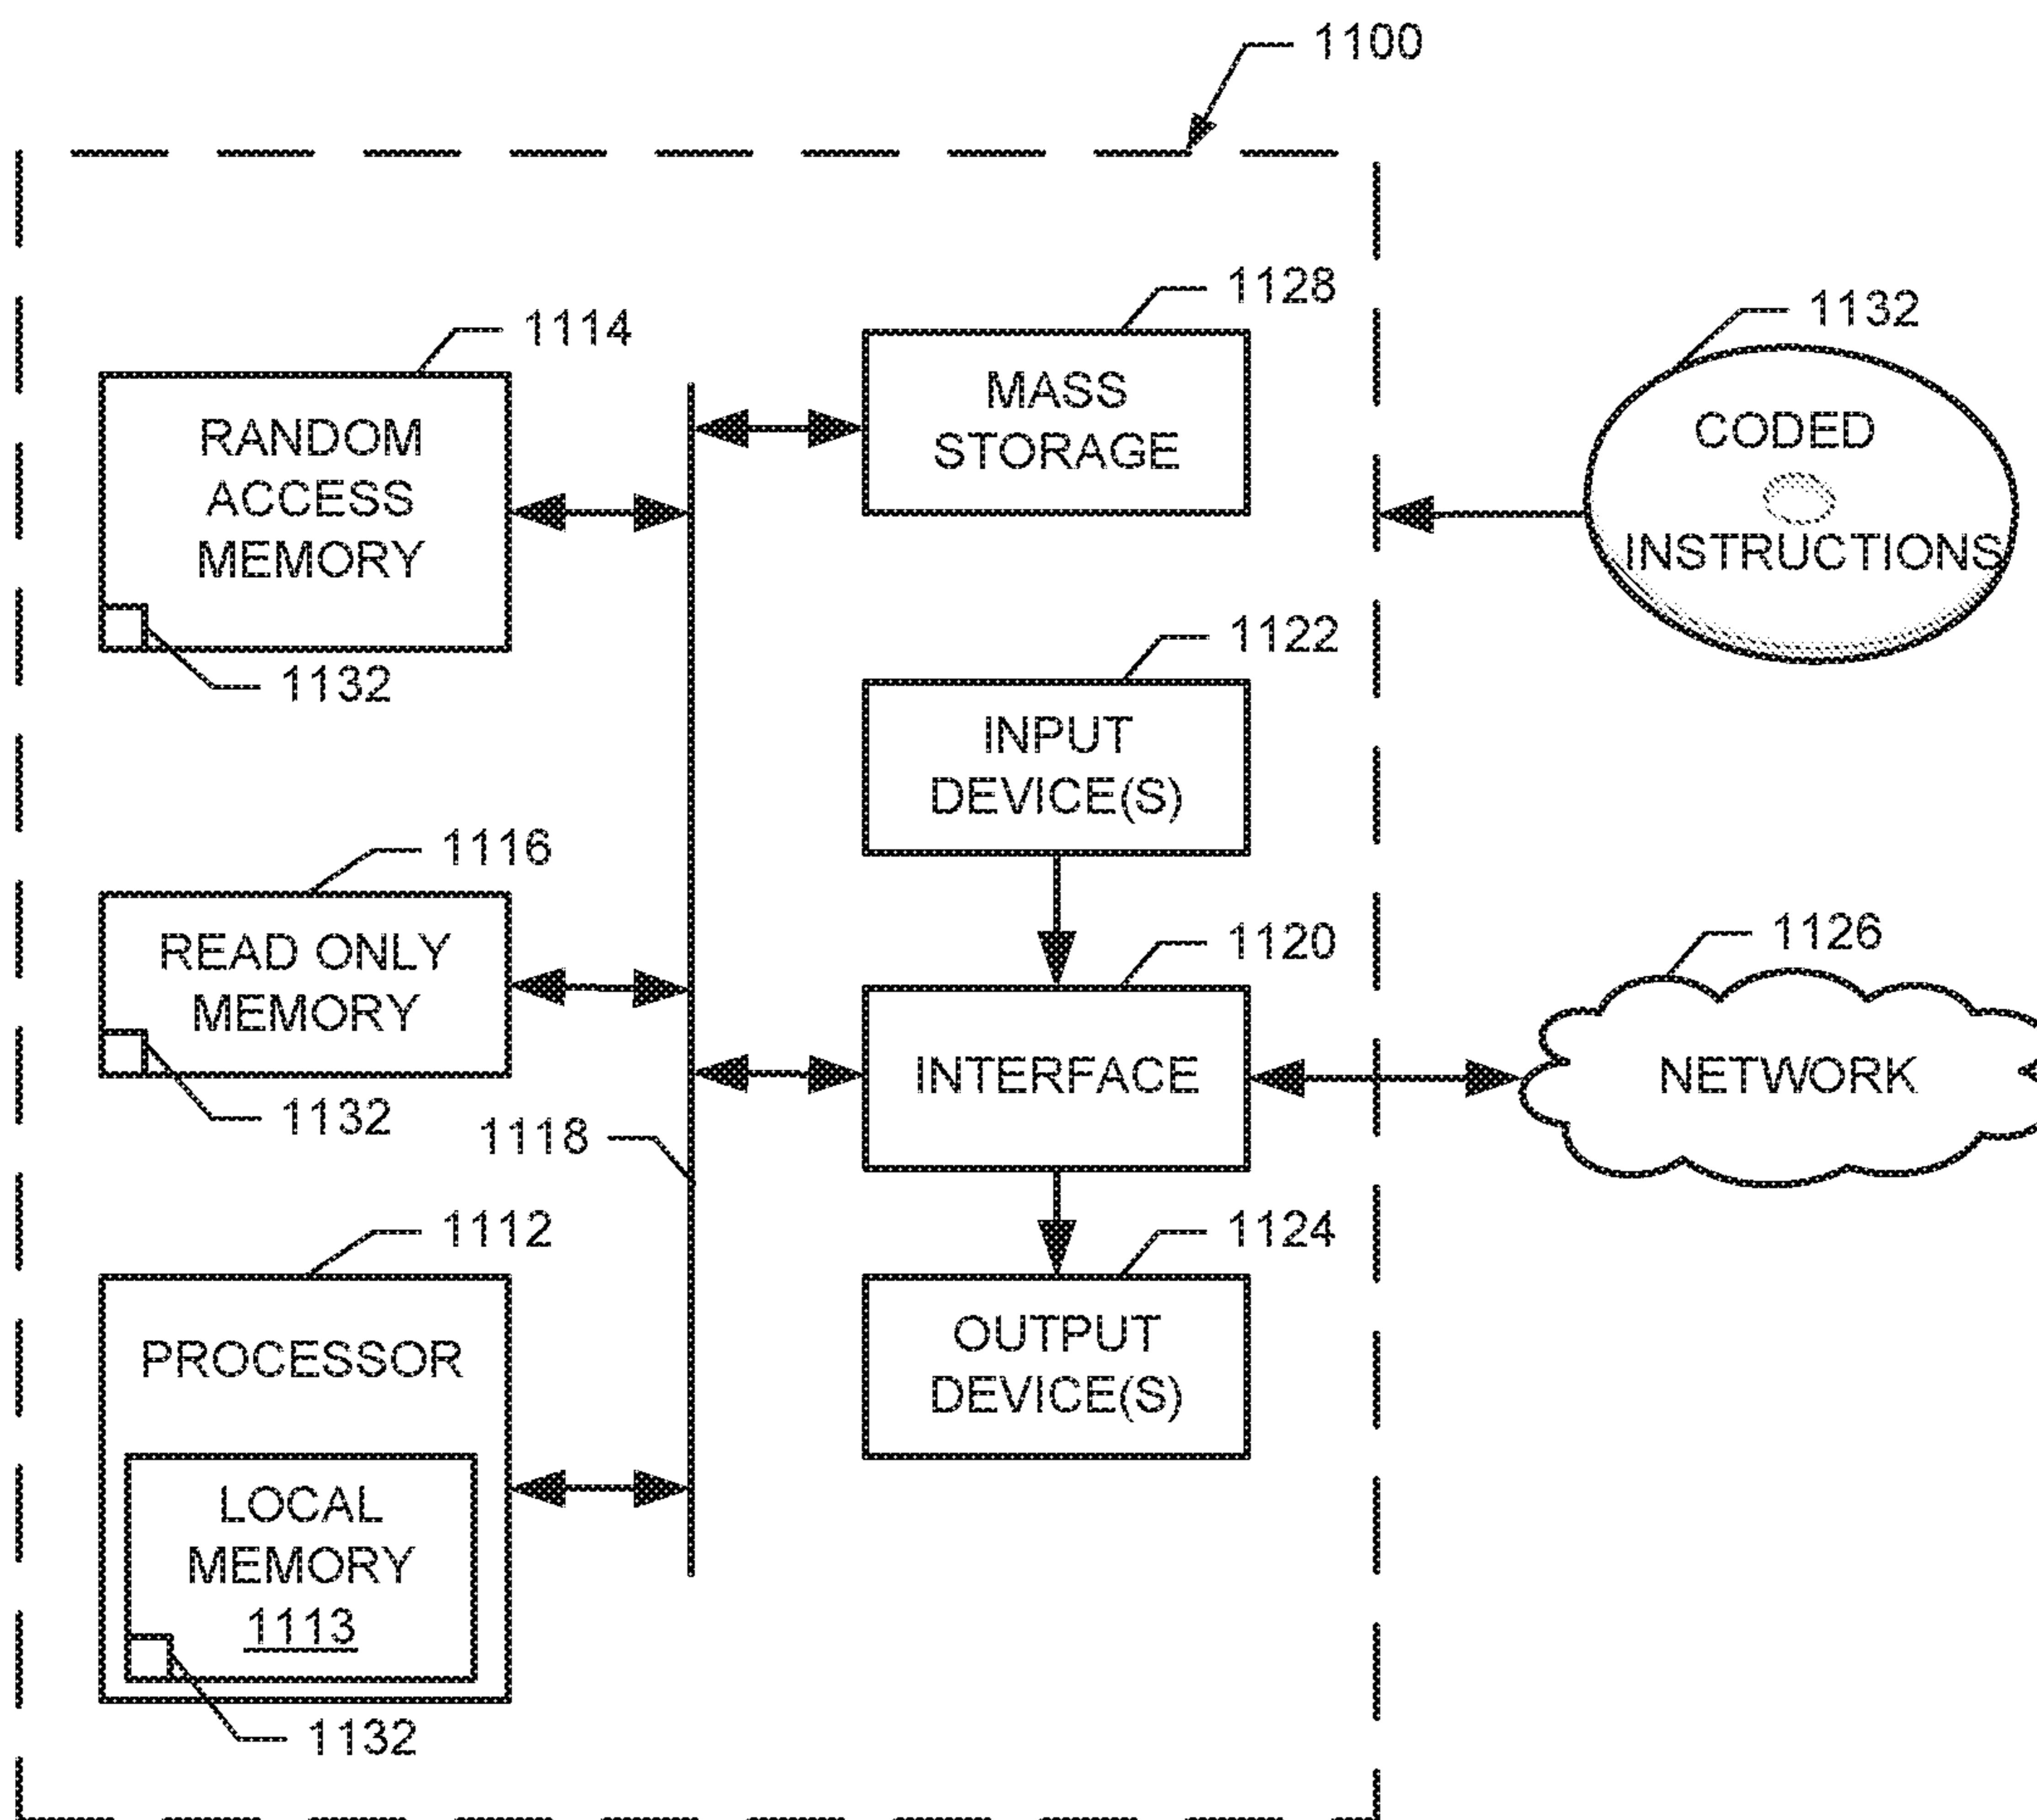 1100
1128
1114
1132
MASS
STORAGE
RANDOM
ACCESS
MEMORY
CODED
INSTRUCTIONS
1132
1122
INPUT
DEVICE(S)
1116
READ ONLY
MEMORY
1132
1120
INTERFACE
1126
NETWORK
1118
1112
PROCESSOR
1124
OUTPUT
DEVICE(S)
LOCAL
MEMORY
1113
1132